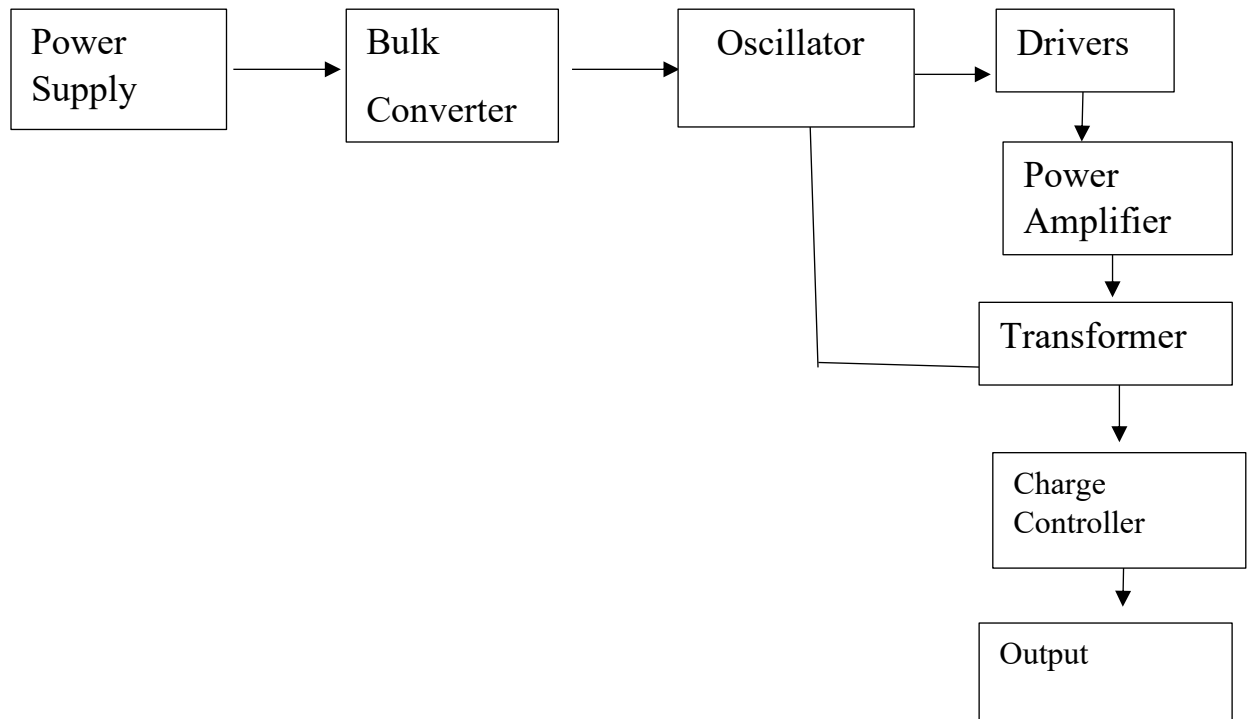 Power
Supply
Bulk
Converter
Oscillator
Drivers
Power
Amplifier
Transformer
Charge
Controller
Output